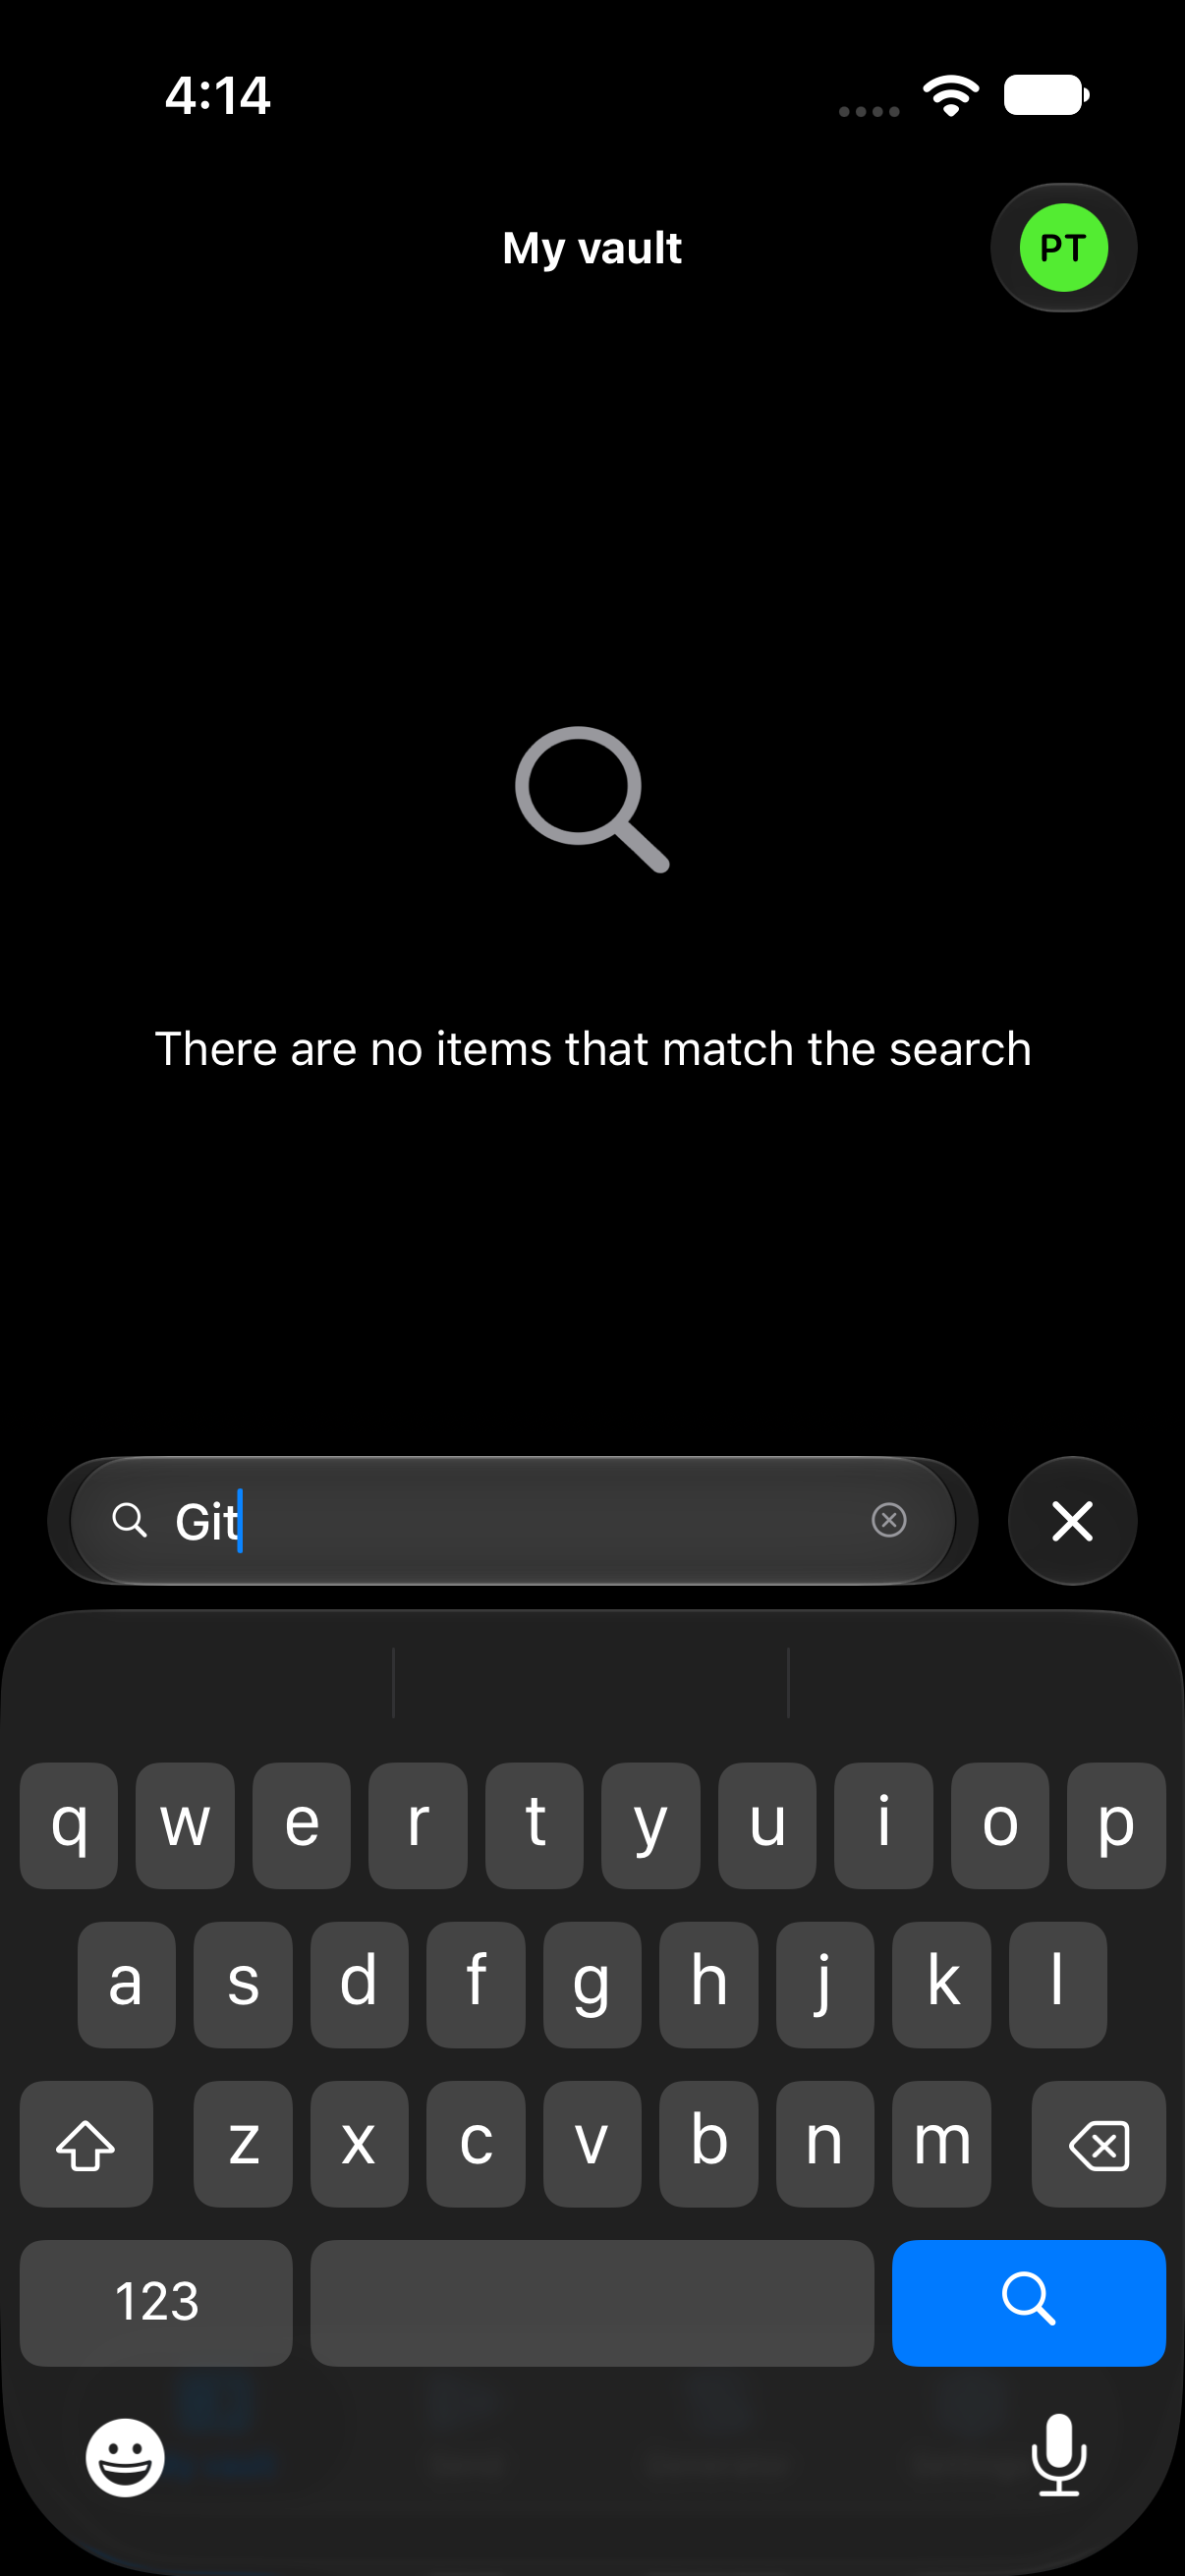 4:14
My vault
PT
There are no items that match the search
Git
q w e r t y u i o p
a s d f g h j k l
z x c v b n m
123